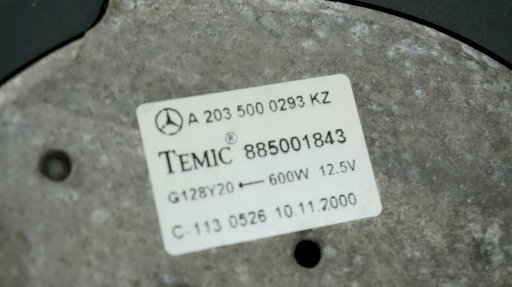 A 203 500 0293 KZ
TEMIC® 885001843
G128Y20 ← 600W 12.5V
C-113 0526 10.11.2000